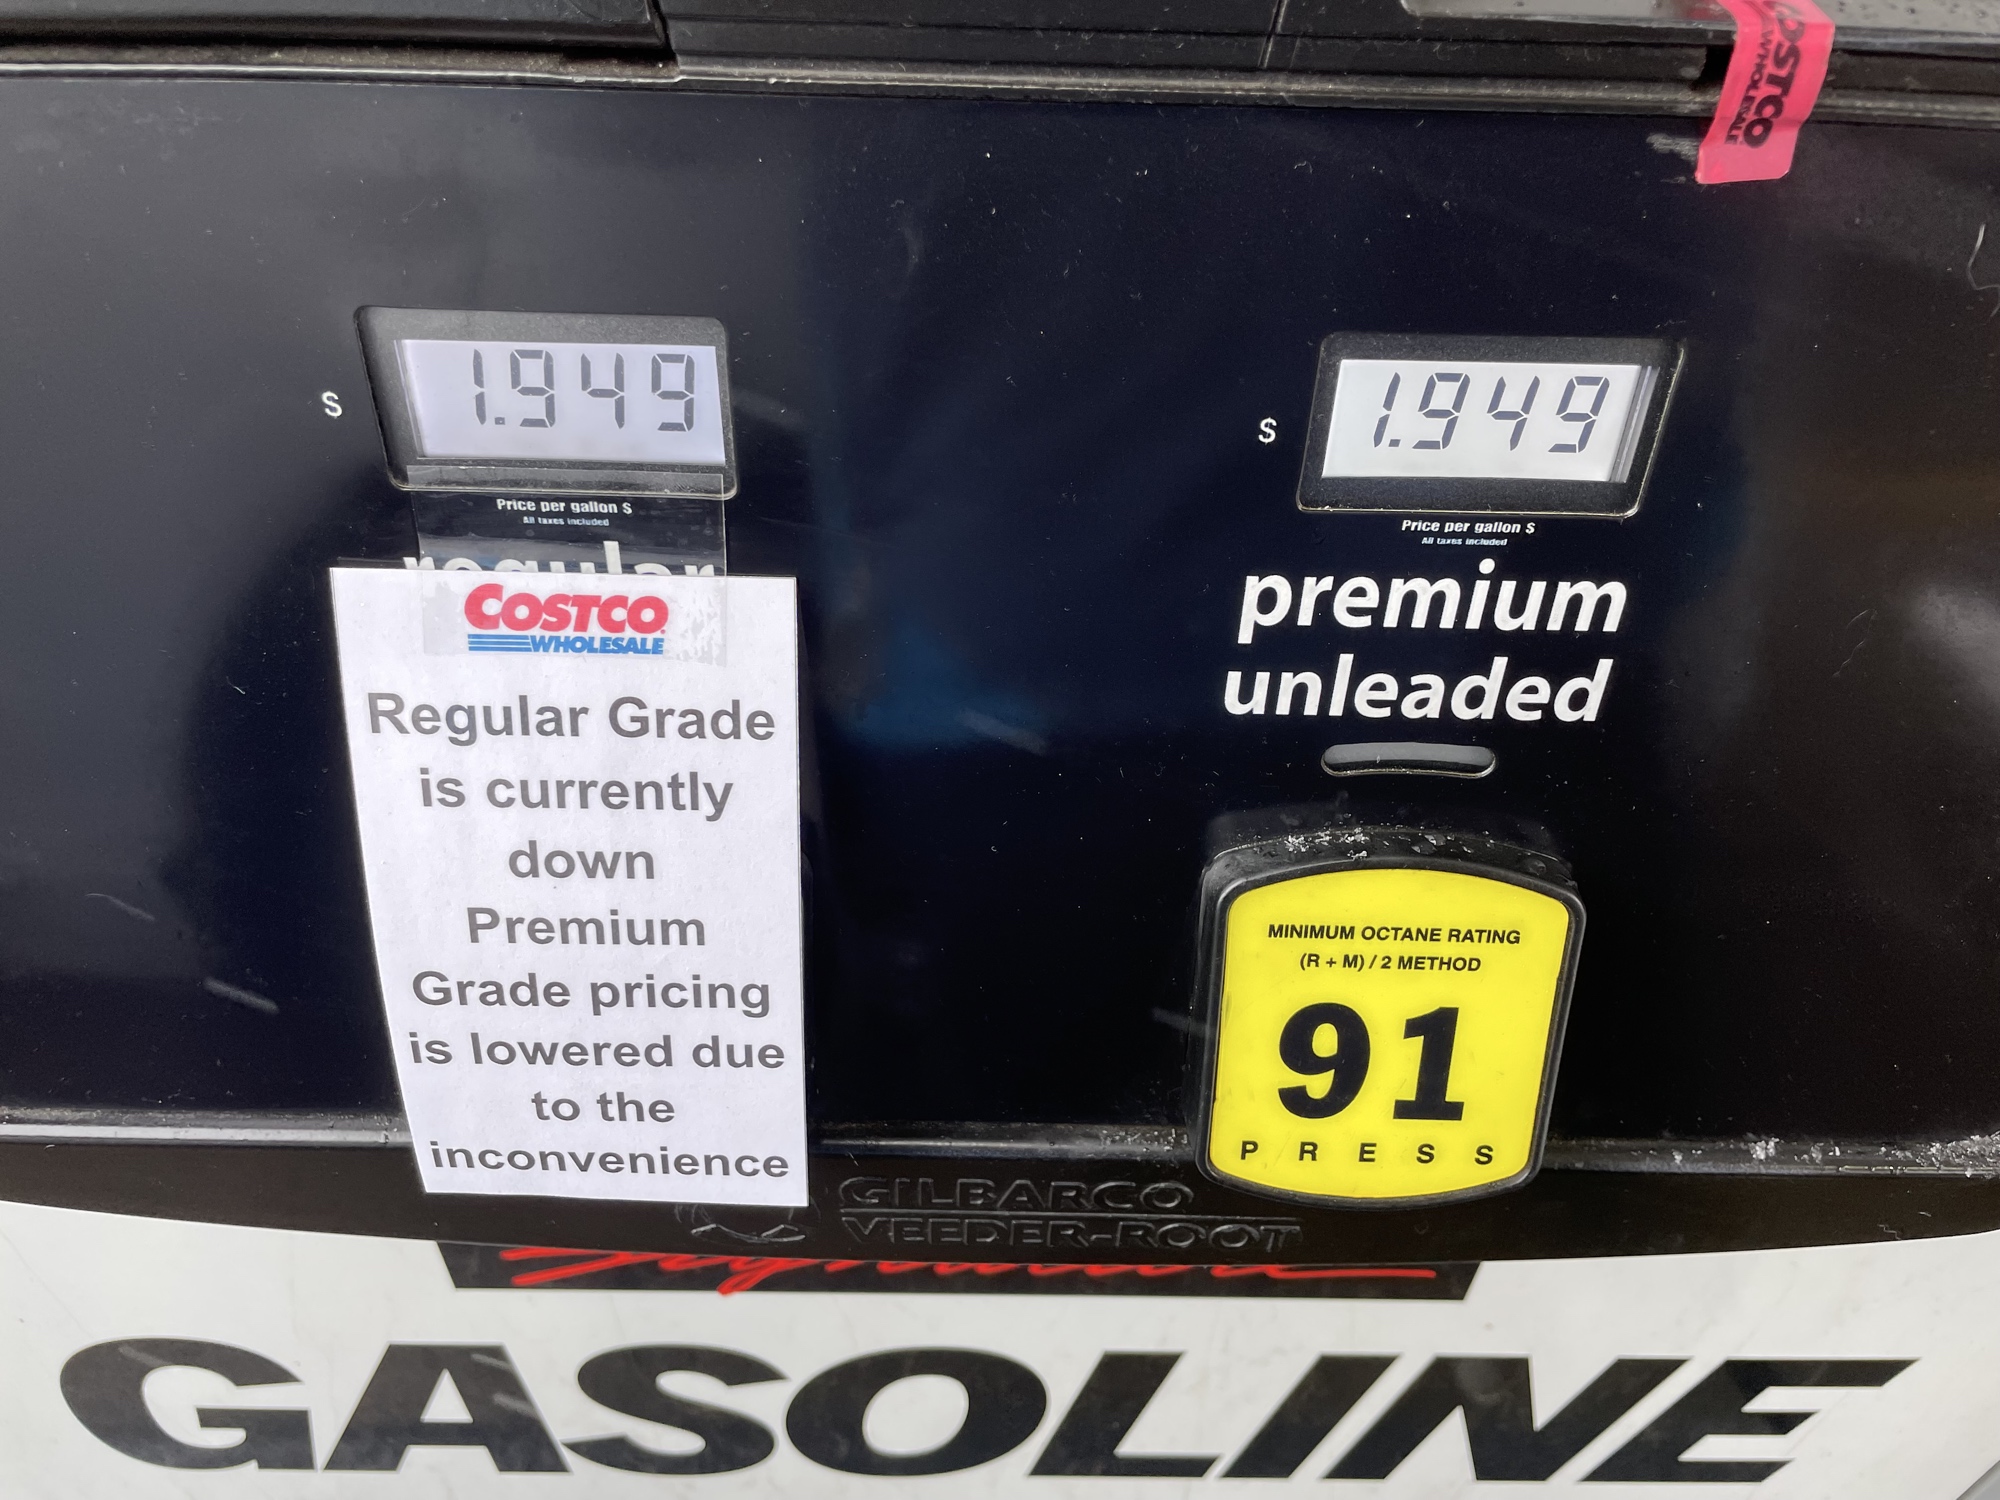 COSTCO
WHOLESALE
$ 1.949
Price per gallon $
All taxes included
regular
COSTCO
WHOLESALE
Regular Grade
is currently
down
Premium
Grade pricing
is lowered due
to the
inconvenience
$ 1.949
Price per gallon $
All taxes included
premium
unleaded
MINIMUM OCTANE RATING
(R + M) / 2 METHOD
91
PRESS
GILBARCO
VEEDER-ROOT
GASOLINE